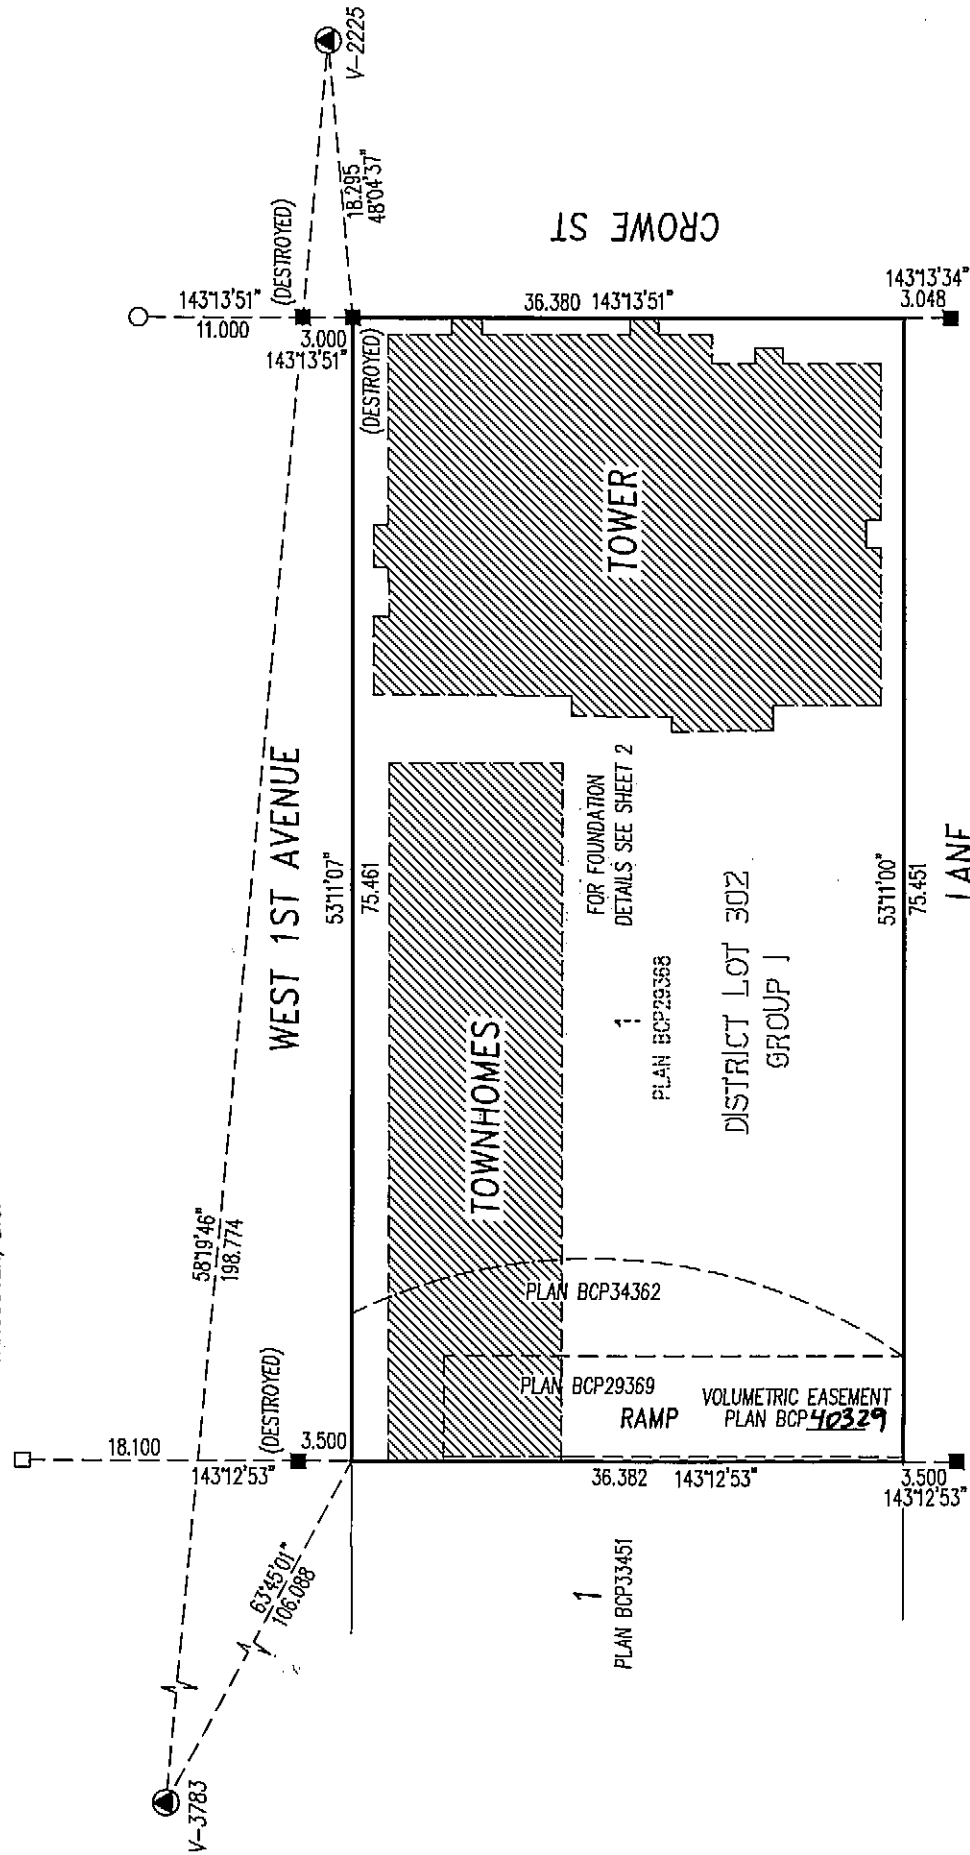 V-2225
18.295
48°04'37"
CROWE ST
(DESTROYED)
143°13'51"
11.000
3.000
143°13'51"
(DESTROYED)
36.380 143°13'51"
143°13'34"
3.048
TOWER
WEST 1ST AVENUE
53°11'07"
75.461
FOR FOUNDATION
DETAILS SEE SHEET 2
1
PLAN BCP29368
DISTRICT LOT 302
GROUP 1
53°11'00"
75.451
LANE
TOWNHOMES
58°19'46"
198.774
PLAN BCP34362
PLAN BCP29369
RAMP
VOLUMETRIC EASEMENT
PLAN BCP 40329
(DESTROYED)
18.100
143°12'53"
3.500
36.382 143°12'53"
3.500
143°12'53"
63°45'01"
106.088
1
PLAN BCP33451
V-3783